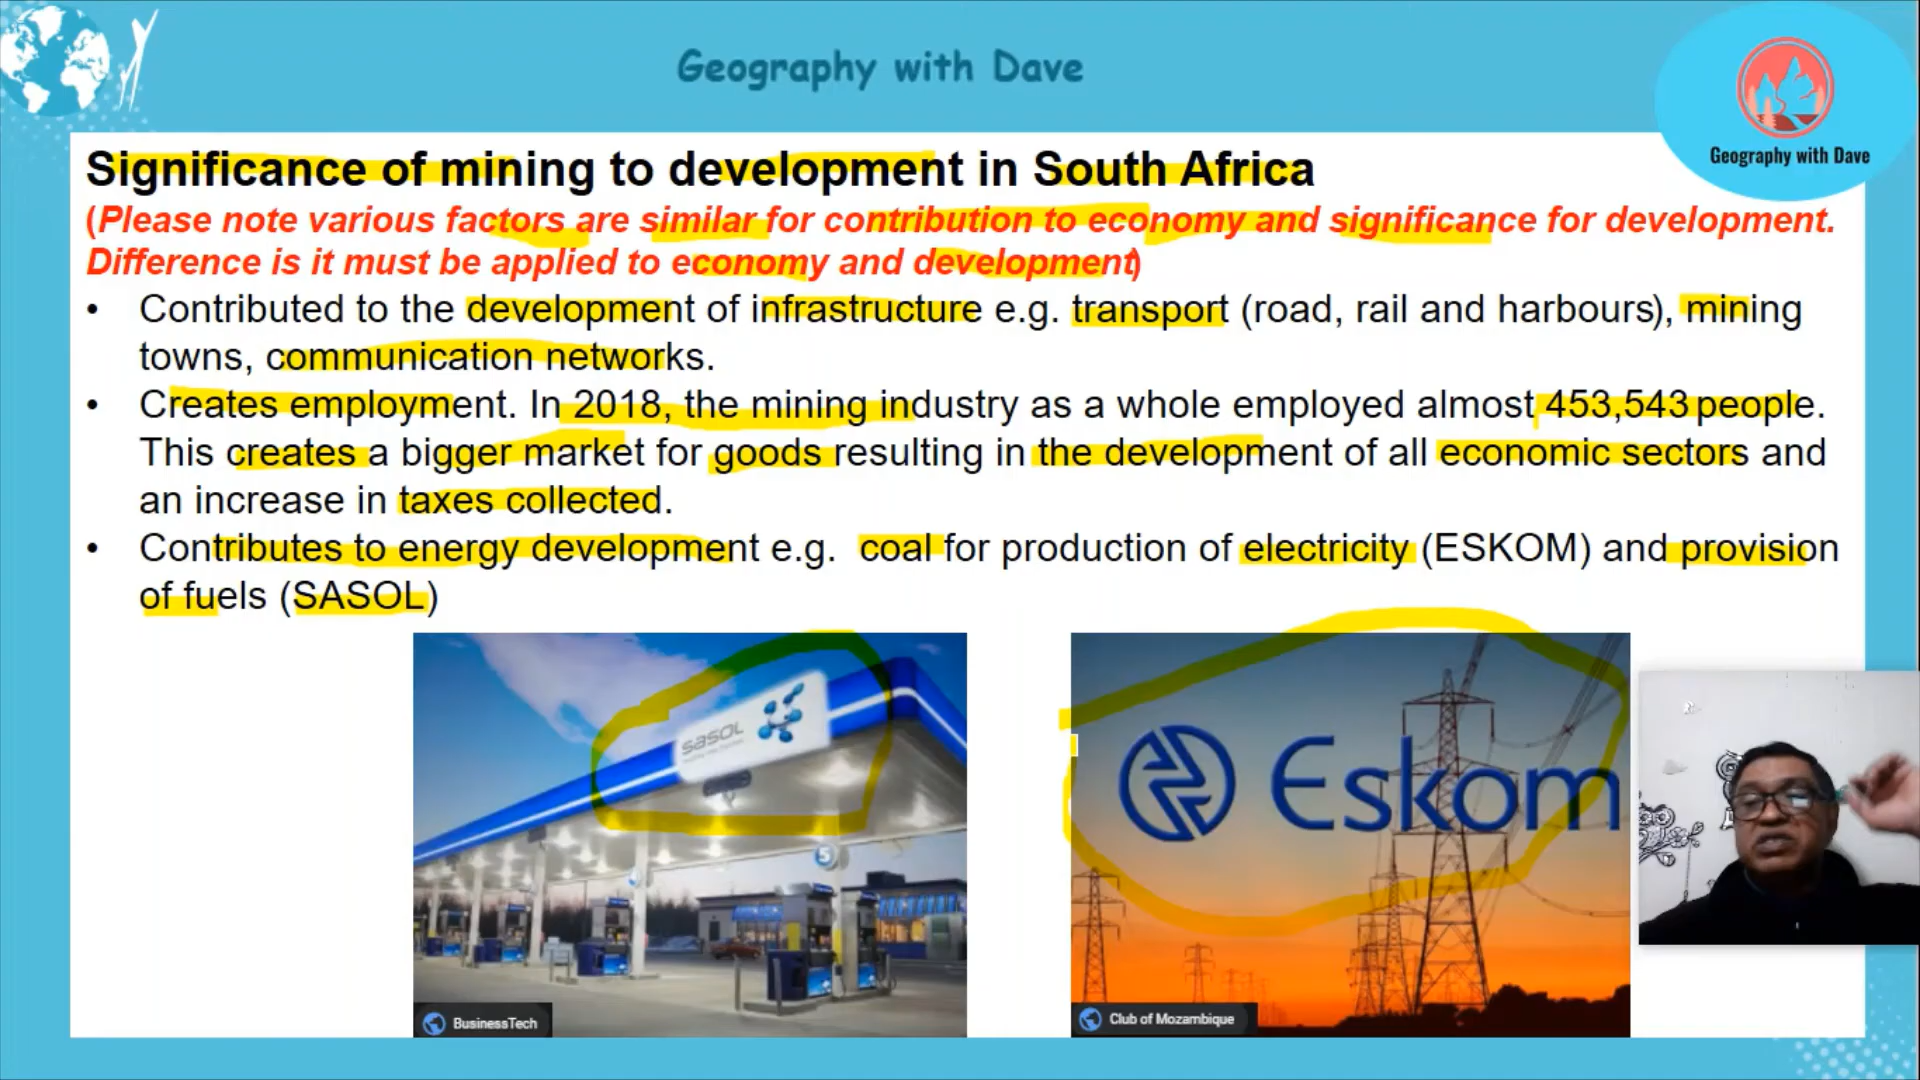 Geography with Dave
Geography with Dave
Significance of mining to development in South Africa
(Please note various factors are similar for contribution to economy and significance for development.
Difference is it must be applied to economy and development)
• Contributed to the development of infrastructure e.g. transport (road, rail and harbours), mining
towns, communication networks.
• Creates employment. In 2018, the mining industry as a whole employed almost 453,543 people.
This creates a bigger market for goods resulting in the development of all economic sectors and
an increase in taxes collected.
• Contributes to energy development e.g. coal for production of electricity (ESKOM) and provision
of fuels (SASOL)
sasol
5
Eskom
BusinessTech
Club of Mozambique